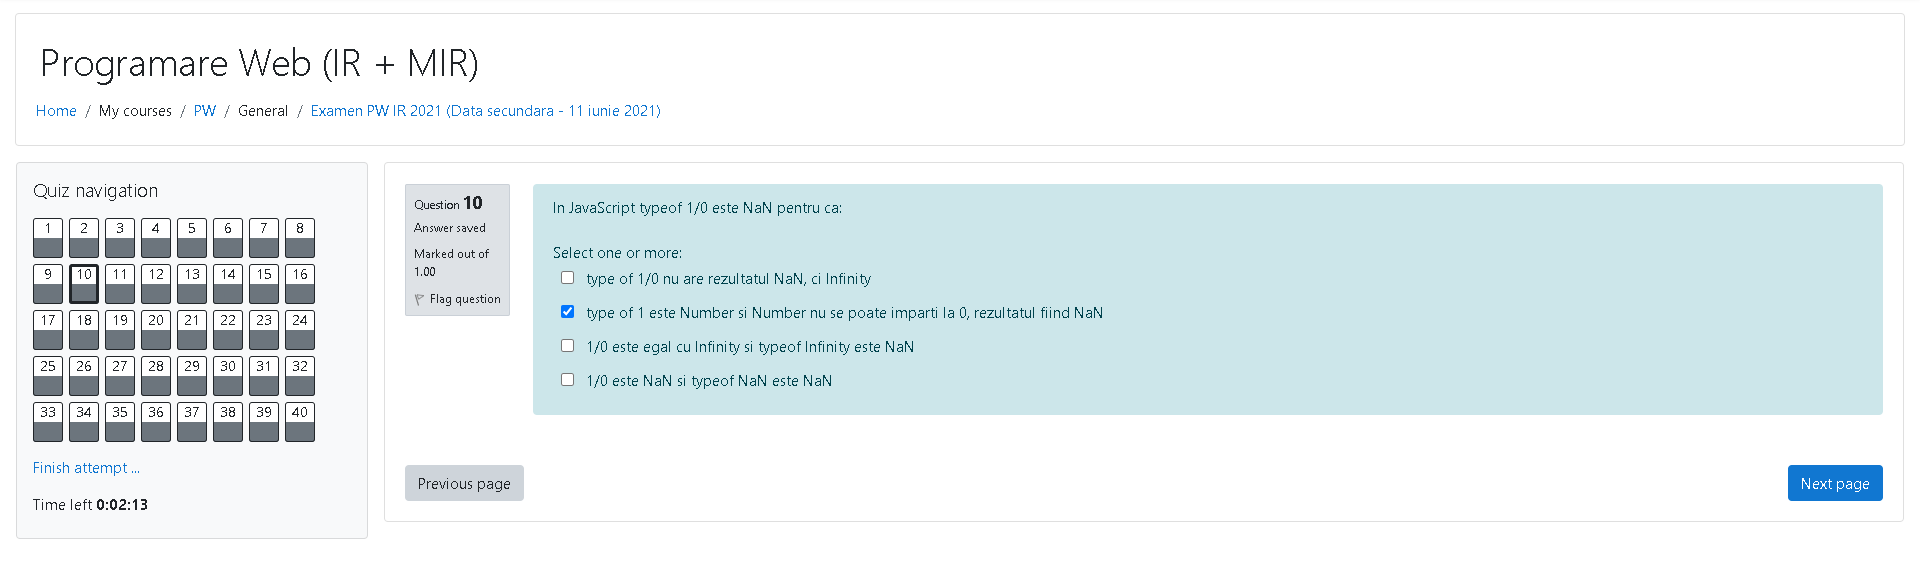 Programare Web (IR + MIR)
Home / My courses / PW / General / Examen PW IR 2021 (Data secundara - 11 iunie 2021)
Quiz navigation
1 2 3 4 5 6 7 8
9 10 11 12 13 14 15 16
17 18 19 20 21 22 23 24
25 26 27 28 29 30 31 32
33 34 35 36 37 38 39 40
Finish attempt ...
Time left 0:02:13
Question 10
Answer saved
Marked out of
1.00
Flag question
In JavaScript typeof 1/0 este NaN pentru ca:
Select one or more:
type of 1/0 nu are rezultatul NaN, ci Infinity
type of 1 este Number si Number nu se poate imparti la 0, rezultatul fiind NaN
1/0 este egal cu Infinity si typeof Infinity este NaN
1/0 este NaN si typeof NaN este NaN
Previous page
Next page